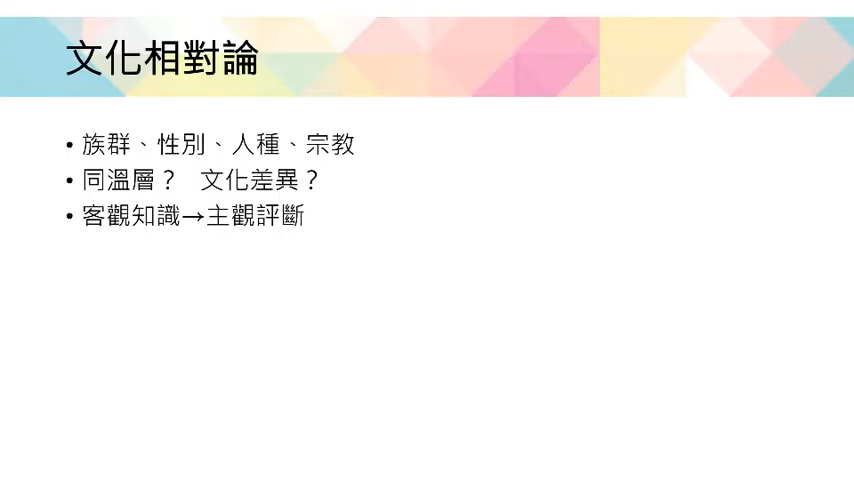 文化相對論
• 族群、性別、人種、宗教
• 同溫層？ 文化差異？
• 客觀知識→主觀評斷